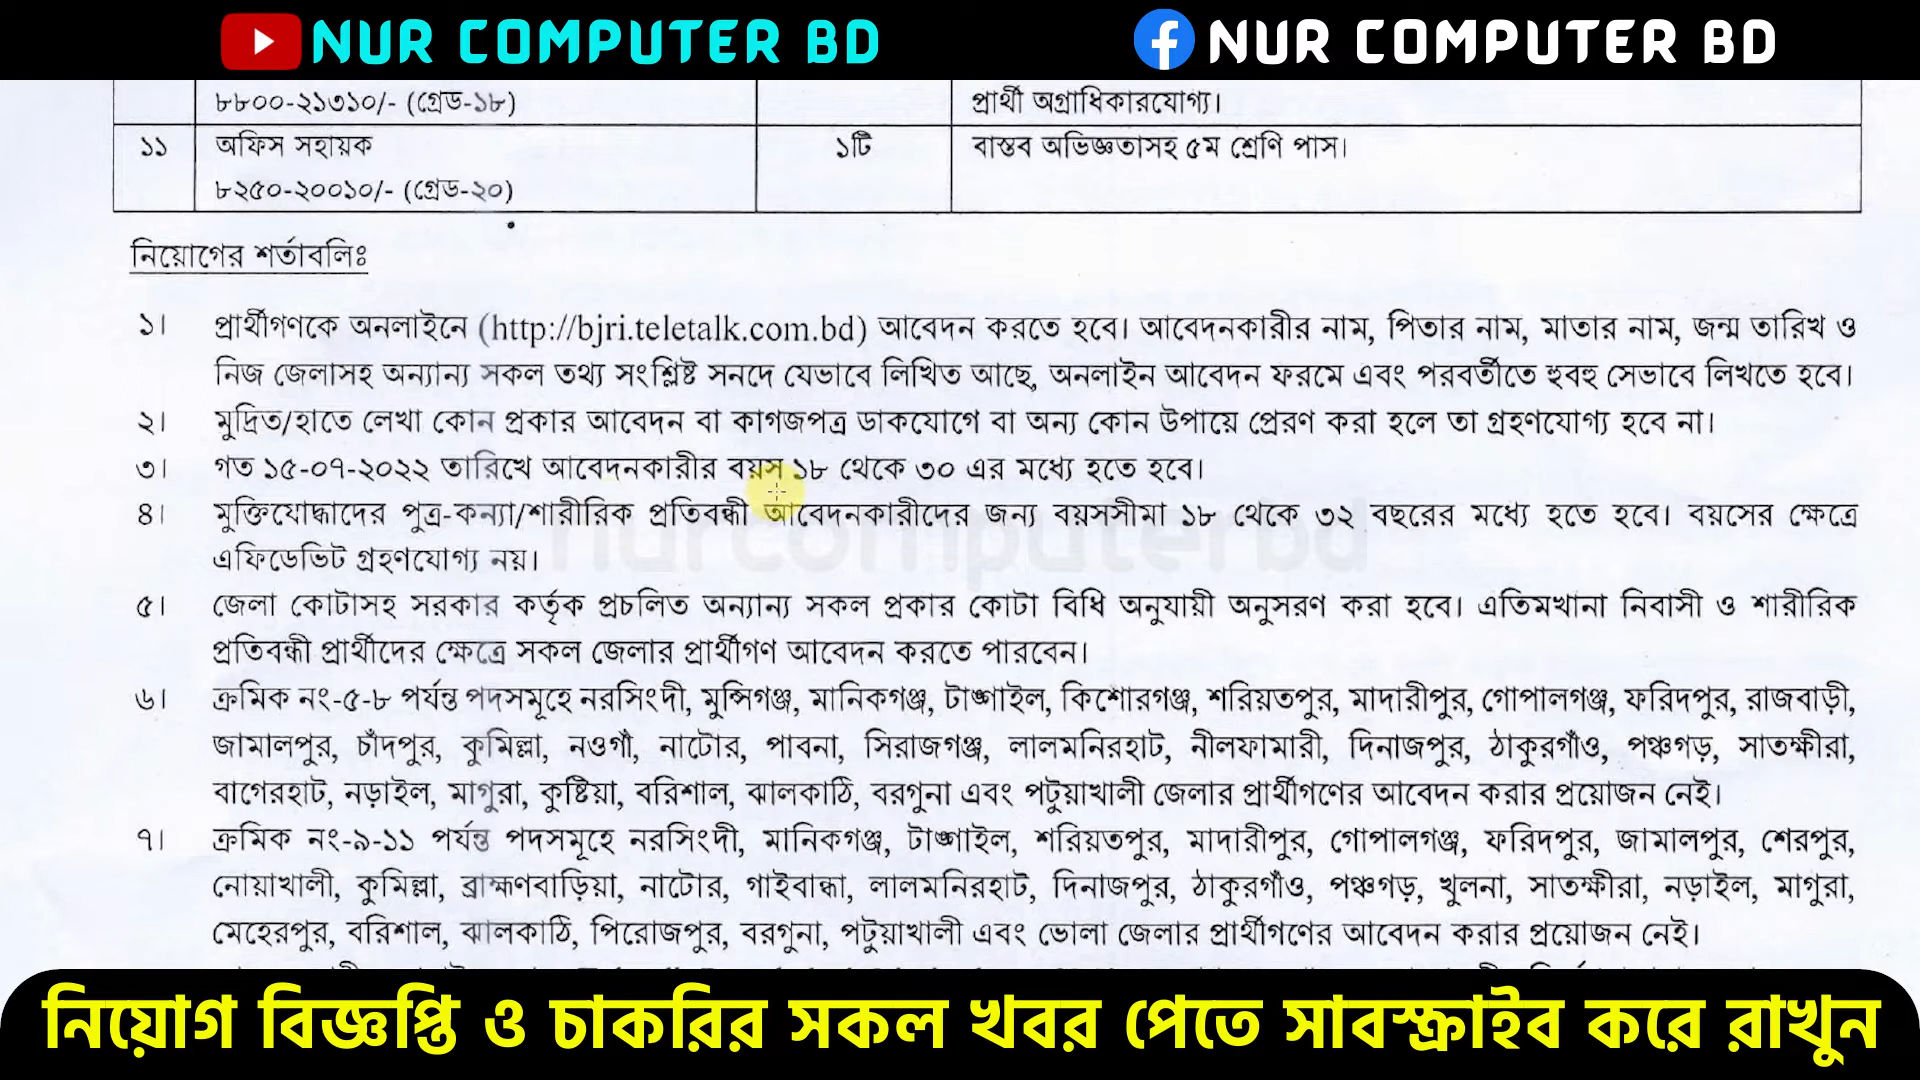 NUR COMPUTER BD NUR COMPUTER BD
৮৮০০-২১৩১০/- (গ্রেড-১৮) প্রার্থী অগ্রাধিকারযোগ্য।
১১ অফিস সহায়ক ১টি বাস্তব অভিজ্ঞতাসহ ৫ম শ্রেণি পাস।
৮২৫০-২০০১০/- (গ্রেড-২০)
নিয়োগের শর্তাবলিঃ
১। প্রার্থীগণকে অনলাইনে (http://bjri.teletalk.com.bd) আবেদন করতে হবে। আবেদনকারীর নাম, পিতার নাম, মাতার নাম, জন্ম তারিখ ও
নিজ জেলাসহ অন্যান্য সকল তথ্য সংশ্লিষ্ট সনদে যেভাবে লিখিত আছে, অনলাইন আবেদন ফরমে এবং পরবর্তীতে হুবহু সেভাবে লিখতে হবে।
২। মুদ্রিত/হাতে লেখা কোন প্রকার আবেদন বা কাগজপত্র ডাকযোগে বা অন্য কোন উপায়ে প্রেরণ করা হলে তা গ্রহণযোগ্য হবে না।
৩। গত ১৫-০৭-২০২২ তারিখে আবেদনকারীর বয়স ১৮ থেকে ৩০ এর মধ্যে হতে হবে।
৪। মুক্তিযোদ্ধাদের পুত্র-কন্যা/শারীরিক প্রতিবন্ধী আবেদনকারীদের জন্য বয়সসীমা ১৮ থেকে ৩২ বছরের মধ্যে হতে হবে। বয়সের ক্ষেত্রে
এফিডেভিট গ্রহণযোগ্য নয়।
nurcomputerbd
৫। জেলা কোটাসহ সরকার কর্তৃক প্রচলিত অন্যান্য সকল প্রকার কোটা বিধি অনুযায়ী অনুসরণ করা হবে। এতিমখানা নিবাসী ও শারীরিক
প্রতিবন্ধী প্রার্থীদের ক্ষেত্রে সকল জেলার প্রার্থীগণ আবেদন করতে পারবেন।
৬। ক্রমিক নং-৫-৮ পর্যন্ত পদসমূহে নরসিংদী, মুন্সিগঞ্জ, মানিকগঞ্জ, টাঙ্গাইল, কিশোরগঞ্জ, শরিয়তপুর, মাদারীপুর, গোপালগঞ্জ, ফরিদপুর, রাজবাড়ী,
জামালপুর, চাঁদপুর, কুমিল্লা, নওগাঁ, নাটোর, পাবনা, সিরাজগঞ্জ, লালমনিরহাট, নীলফামারী, দিনাজপুর, ঠাকুরগাঁও, পঞ্চগড়, সাতক্ষীরা,
বাগেরহাট, নড়াইল, মাগুরা, কুষ্টিয়া, বরিশাল, ঝালকাঠি, বরগুনা এবং পটুয়াখালী জেলার প্রার্থীগণের আবেদন করার প্রয়োজন নেই।
৭। ক্রমিক নং-৯-১১ পর্যন্ত পদসমূহে নরসিংদী, মানিকগঞ্জ, টাঙ্গাইল, শরিয়তপুর, মাদারীপুর, গোপালগঞ্জ, ফরিদপুর, জামালপুর, শেরপুর,
নোয়াখালী, কুমিল্লা, ব্রাহ্মণবাড়িয়া, নাটোর, গাইবান্ধা, লালমনিরহাট, দিনাজপুর, ঠাকুরগাঁও, পঞ্চগড়, খুলনা, সাতক্ষীরা, নড়াইল, মাগুরা,
মেহেরপুর, বরিশাল, ঝালকাঠি, পিরোজপুর, বরগুনা, পটুয়াখালী এবং ভোলা জেলার প্রার্থীগণের আবেদন করার প্রয়োজন নেই।
নিয়োগ বিজ্ঞপ্তি ও চাকরির সকল খবর পেতে সাবস্ক্রাইব করে রাখুন